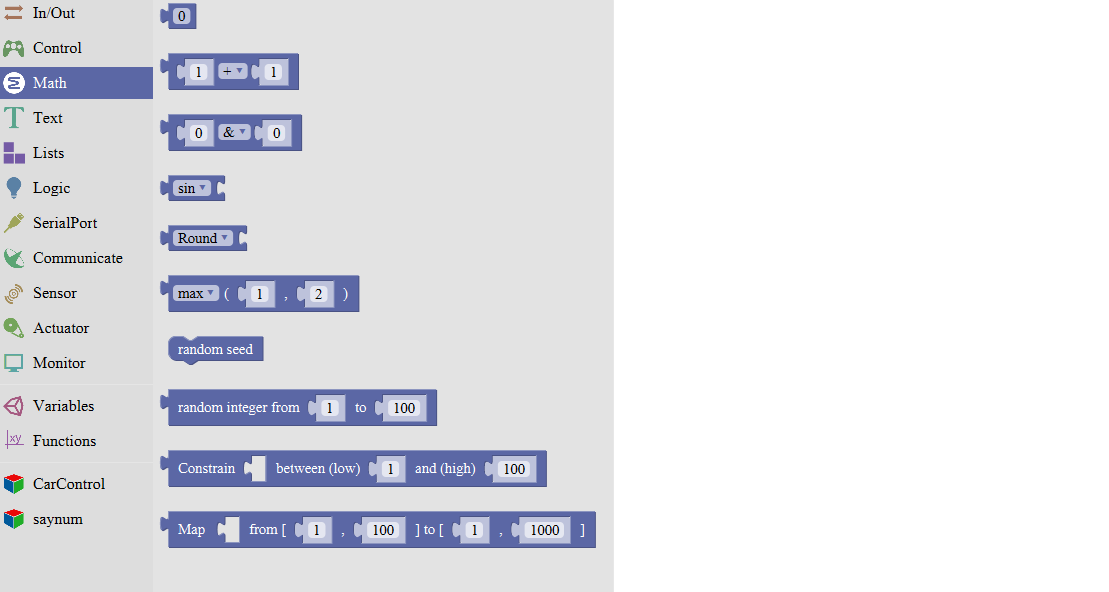 In/Out
Control
Math
Text
Lists
Logic
SerialPort
Communicate
Sensor
Actuator
Monitor
Variables
xy
Functions
CarControl
saynum
0
1 + 1
0 & 0
sin
Round
max ( 1 , 2 )
random seed
random integer from 1 to 100
Constrain between (low) 1 and (high) 100
Map from [ 1 , 100 ] to [ 1 , 1000 ]